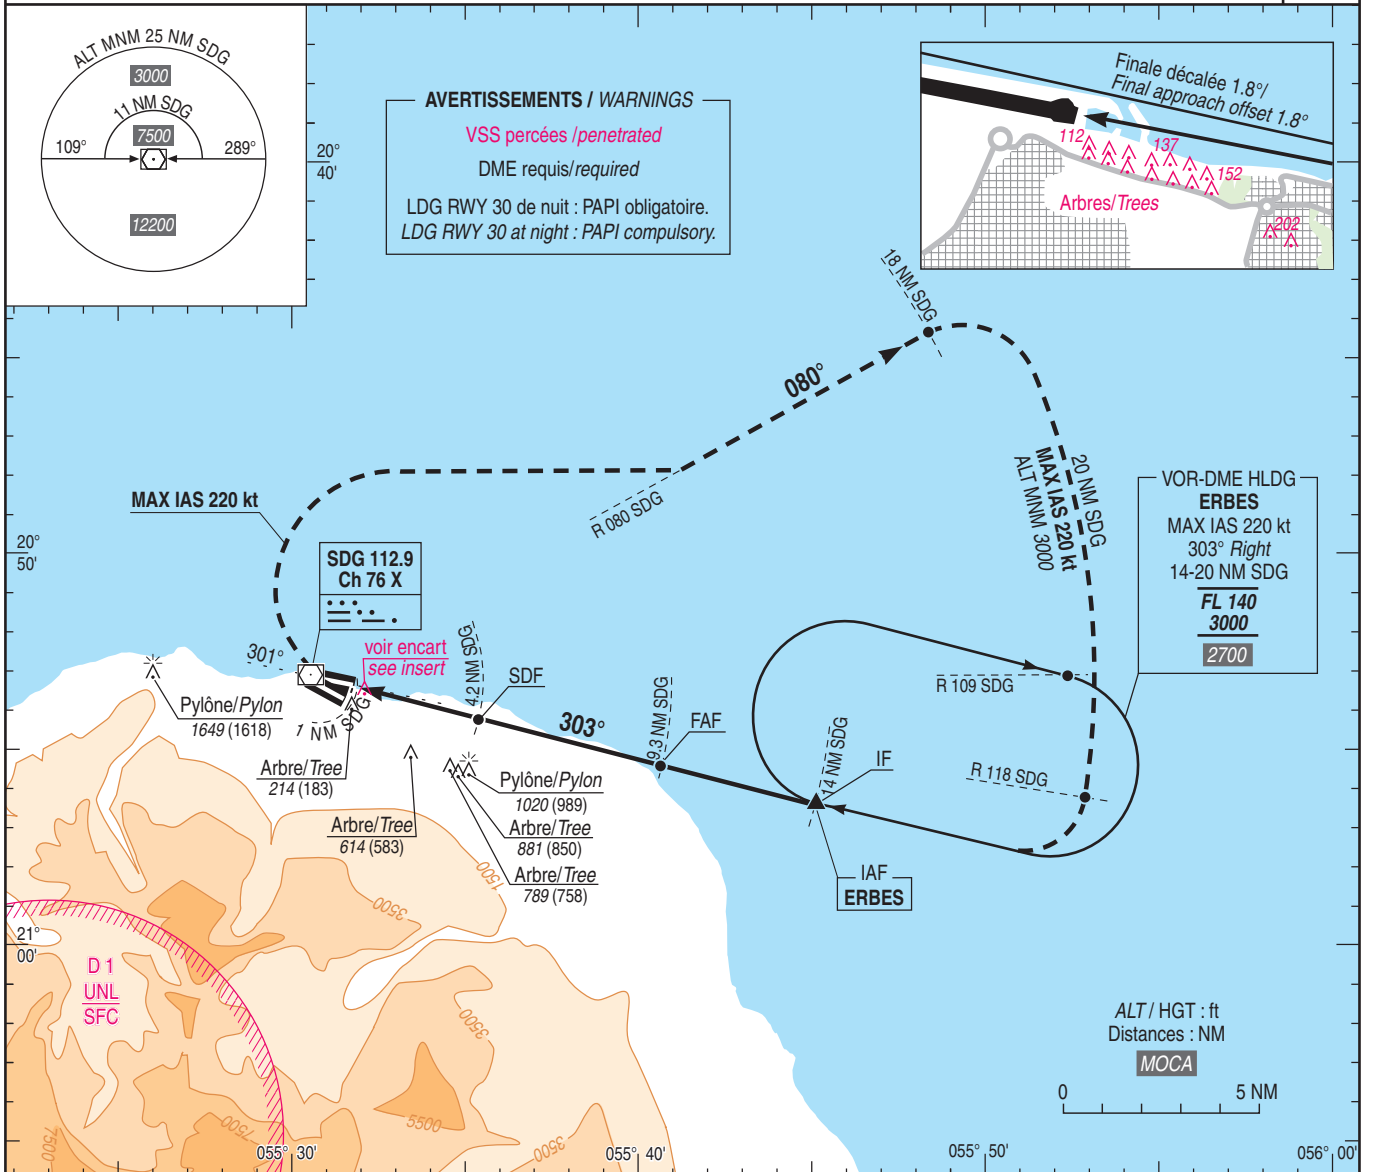 ALT MNM 25 NM SDG
3000
11 NM SDG
7500
109°
289°
12200
20°
40'
AVERTISSEMENTS / WARNINGS
VSS percées /penetrated
DME requis/required
LDG RWY 30 de nuit : PAPI obligatoire.
LDG RWY 30 at night : PAPI compulsory.
Finale décalée 1.8°/
Final approach offset 1.8°
112
137
152
Arbres/Trees
202
18 NM SDG
080°
R 080 SDG
20 NM SDG
MAX IAS 220 kt
ALT MNM 3000
MAX IAS 220 kt
VOR-DME HLDG
ERBES
MAX IAS 220 kt
303° Right
14-20 NM SDG
FL 140
3000
2700
20°
50'
SDG 112.9
Ch 76 X
301°
voir encart
see insert
4.2 NM SDG
SDF
303°
9.3 NM SDG
FAF
14 NM SDG
IF
R 109 SDG
R 118 SDG
IAF
ERBES
Pylône/Pylon
1649 (1618)
1 NM SDG
Arbre/Tree
214 (183)
Arbre/Tree
614 (583)
Pylône/Pylon
1020 (989)
Arbre/Tree
881 (850)
Arbre/Tree
789 (758)
1500
3500
21°
00'
D 1
UNL
SFC
3500
5500
7500
7500
3500
ALT / HGT : ft
Distances : NM
MOCA
0
5 NM
055° 30'
055° 40'
055° 50'
056° 00'